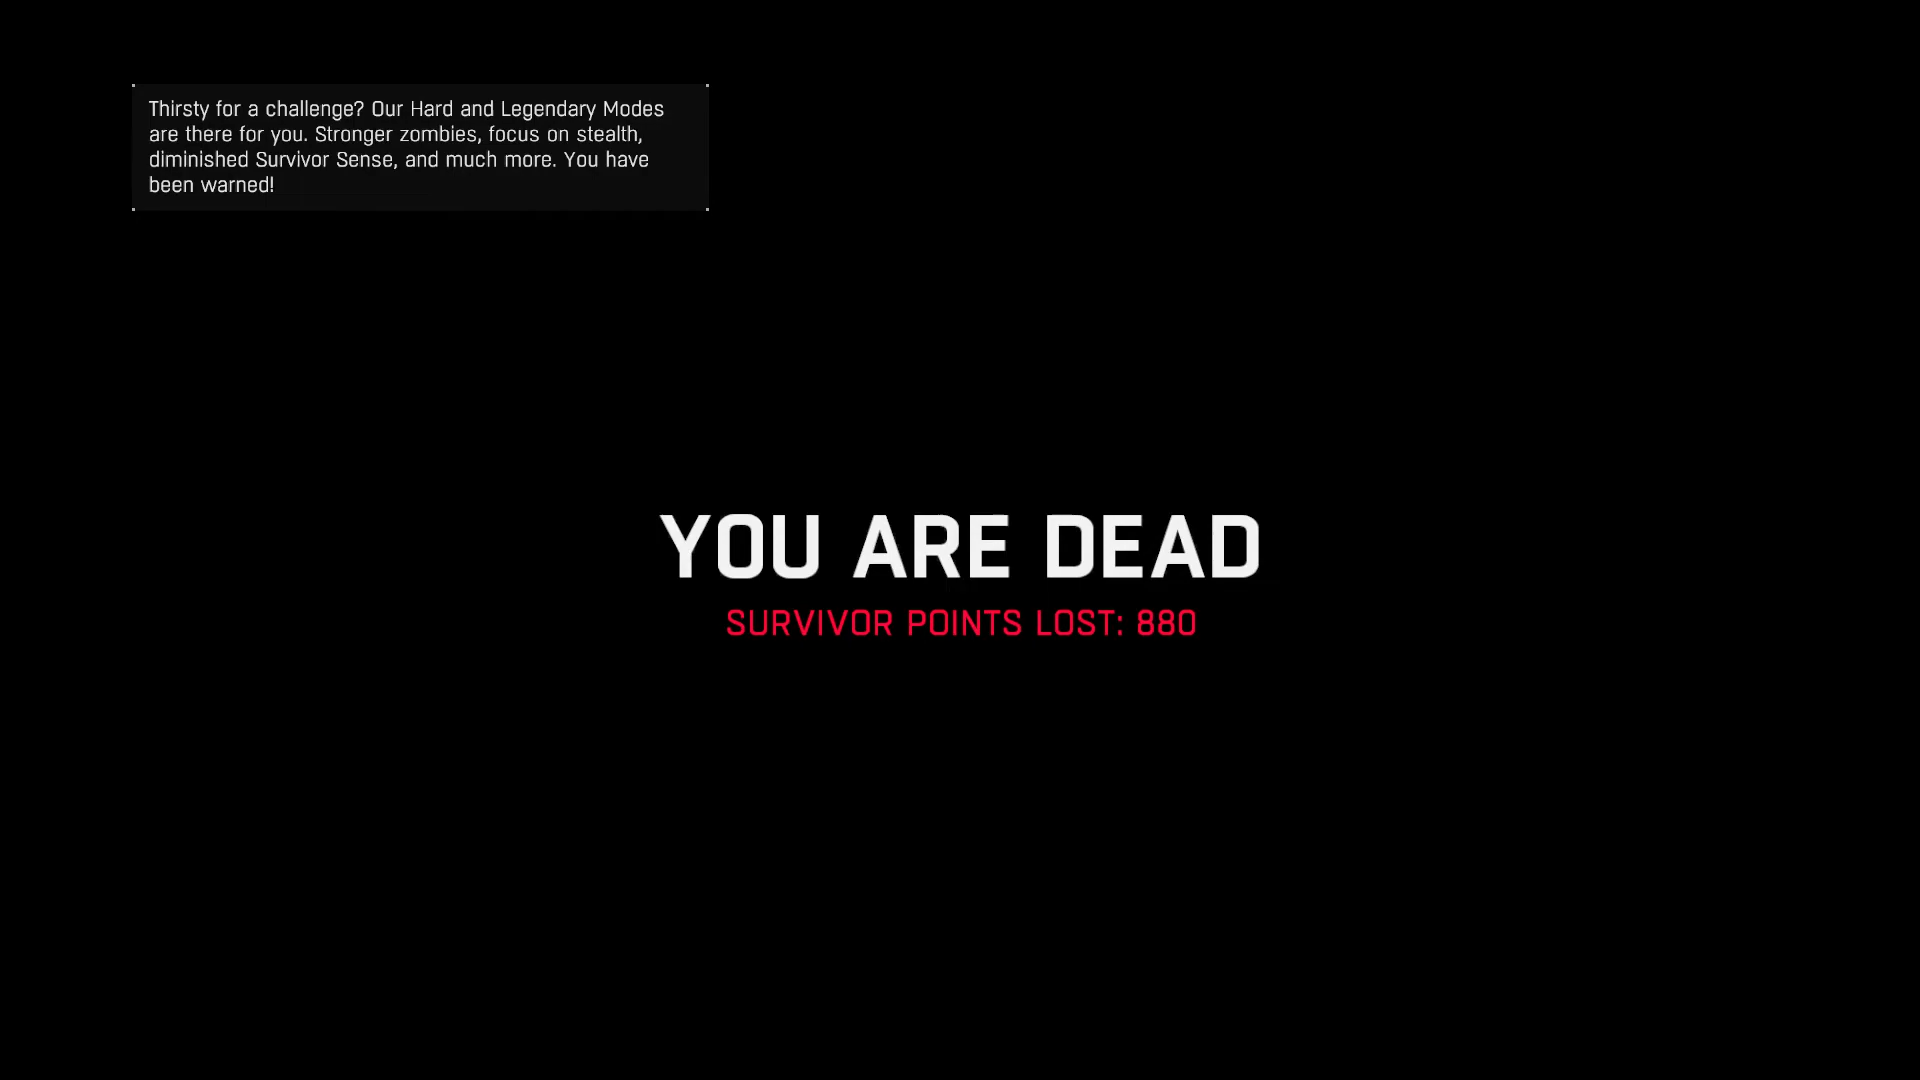 Thirsty for a challenge? Our Hard and Legendary Modes
are there for you. Stronger zombies, focus on stealth,
diminished Survivor Sense, and much more. You have
been warned!
YOU ARE DEAD
SURVIVOR POINTS LOST: 880